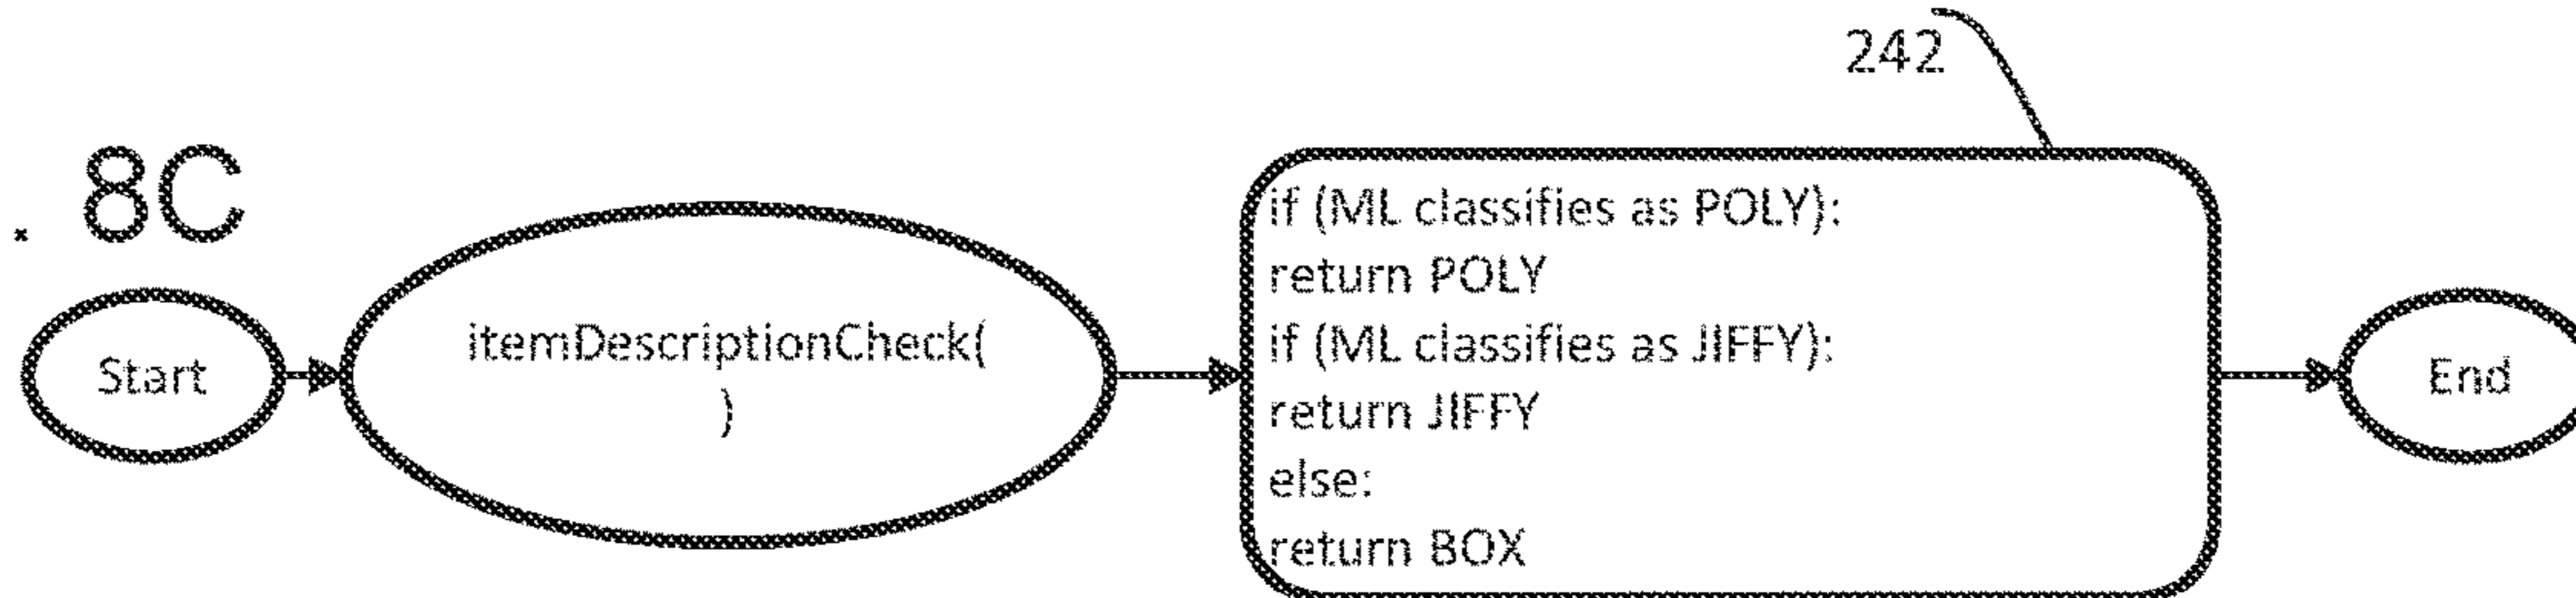 242
. 8C
Start
itemDescriptionCheck(
)
if (ML classifies as POLY):
return POLY
if (ML classifies as JIFFY):
return JIFFY
else:
return BOX
End